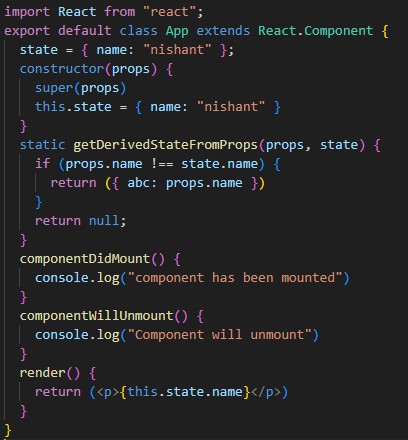 import React from "react";
export default class App extends React.Component {
  state = { name: "nishant" };
  constructor(props) {
    super(props)
    this.state = { name: "nishant" }
  }
  static getDerivedStateFromProps(props, state) {
    if (props.name !== state.name) {
      return ({ abc: props.name })
    }
    return null;
  }
  componentDidMount() {
    console.log("component has been mounted")
  }
  componentWillUnmount() {
    console.log("Component will unmount")
  }
  render() {
    return (<p>{this.state.name}</p>)
  }
}